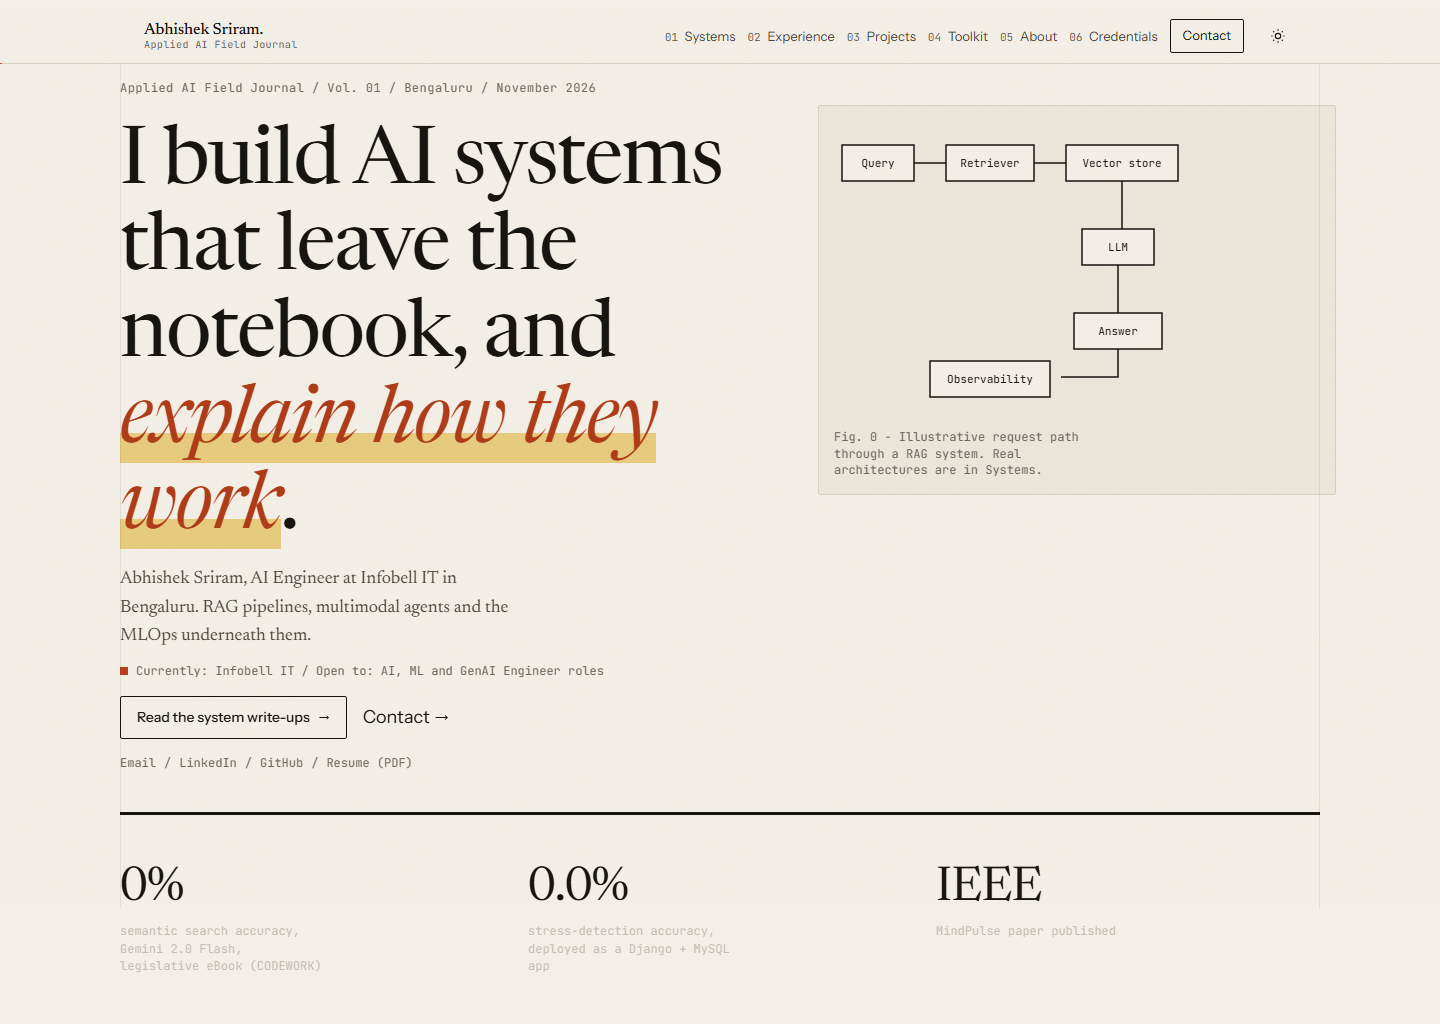 Abhishek Sriram.
Applied AI Field Journal
01 Systems 02 Experience 03 Projects 04 Toolkit 05 About 06 Credentials Contact
Applied AI Field Journal / Vol. 01 / Bengaluru / November 2026
I build AI systems
that leave the
notebook, and
explain how they
work.
Abhishek Sriram, AI Engineer at Infobell IT in
Bengaluru. RAG pipelines, multimodal agents and the
MLOps underneath them.
Currently: Infobell IT / Open to: AI, ML and GenAI Engineer roles
Read the system write-ups → Contact →
Email / LinkedIn / GitHub / Resume (PDF)
Query Retriever Vector store
LLM
Answer
Observability
Fig. 0 - Illustrative request path
through a RAG system. Real
architectures are in Systems.
0%
semantic search accuracy,
Gemini 2.0 Flash,
legislative eBook (CODEWORK)
0.0%
stress-detection accuracy,
deployed as a Django + MySQL
app
IEEE
MindPulse paper published